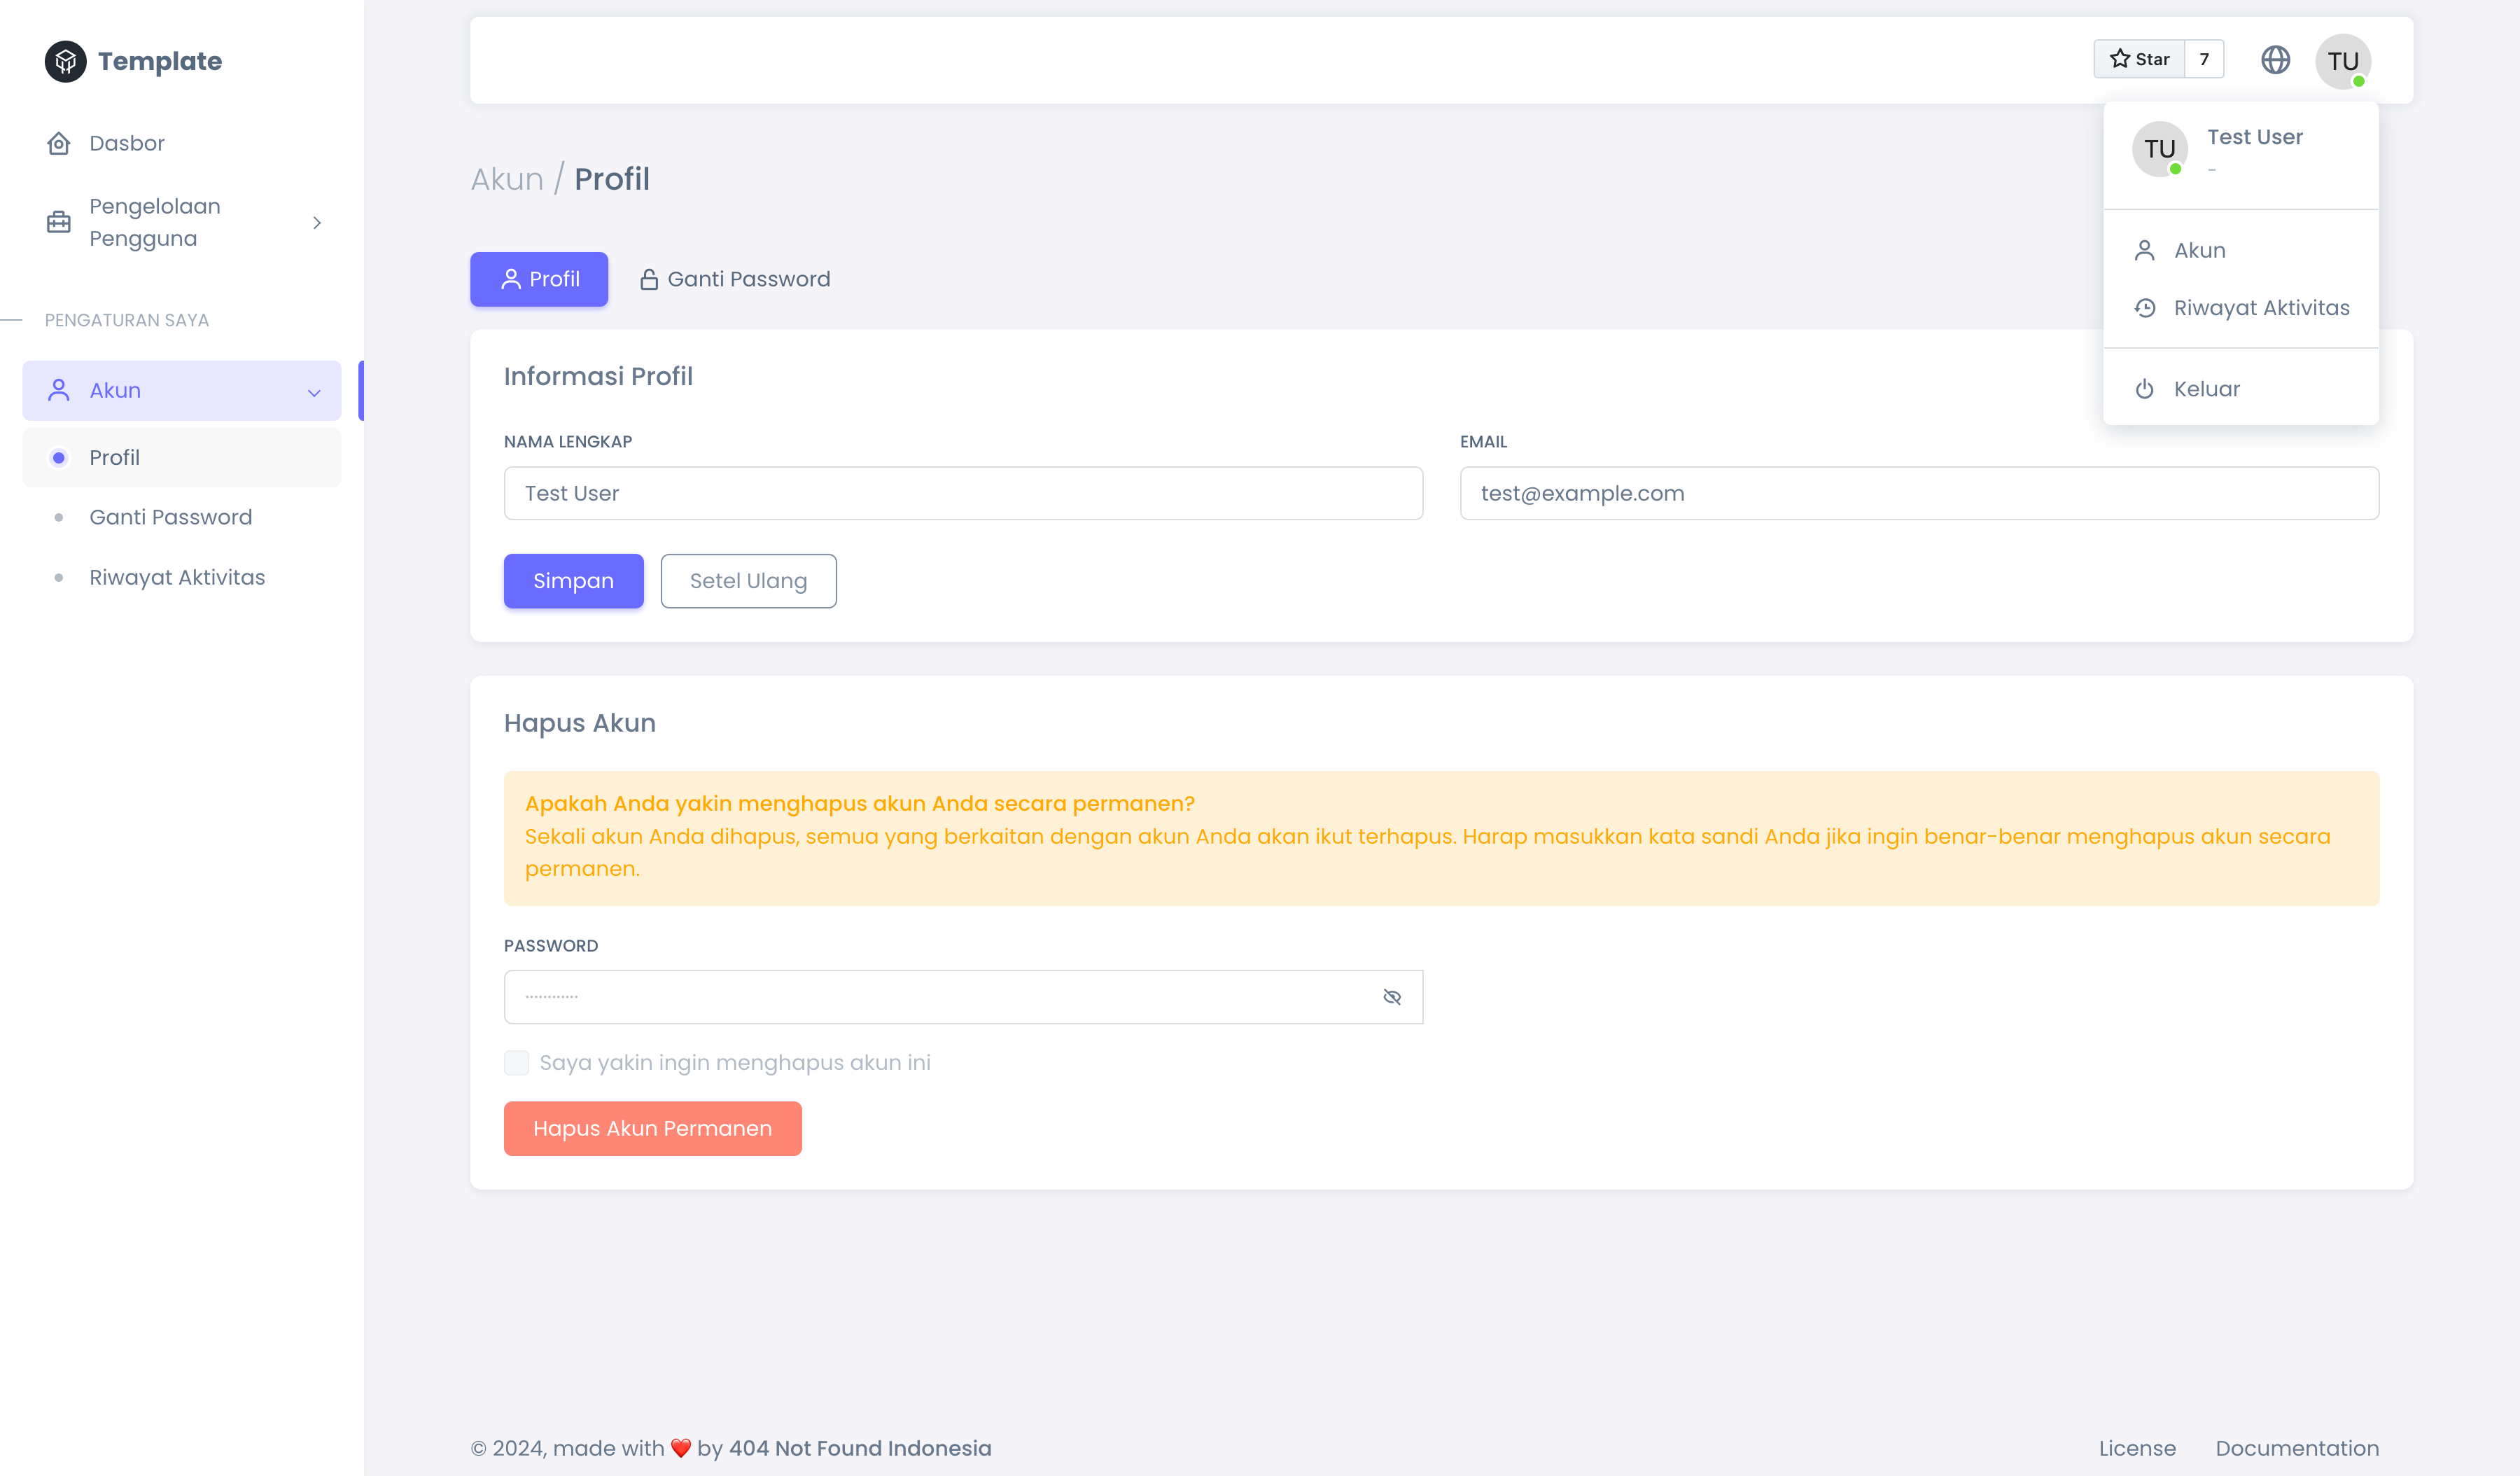 Template
Dasbor
Pengelolaan
Pengguna
PENGATURAN SAYA
Akun
Profil
Ganti Password
Riwayat Aktivitas
Star
7
TU
TU
Test User
-
Akun
Riwayat Aktivitas
Keluar
Akun / Profil
Profil
Ganti Password
Informasi Profil
NAMA LENGKAP
Test User
EMAIL
test@example.com
Simpan
Setel Ulang
Hapus Akun
Apakah Anda yakin menghapus akun Anda secara permanen?
Sekali akun Anda dihapus, semua yang berkaitan dengan akun Anda akan ikut terhapus. Harap masukkan kata sandi Anda jika ingin benar-benar menghapus akun secara
permanen.
PASSWORD
············
Saya yakin ingin menghapus akun ini
Hapus Akun Permanen
© 2024, made with ❤️ by 404 Not Found Indonesia
License
Documentation